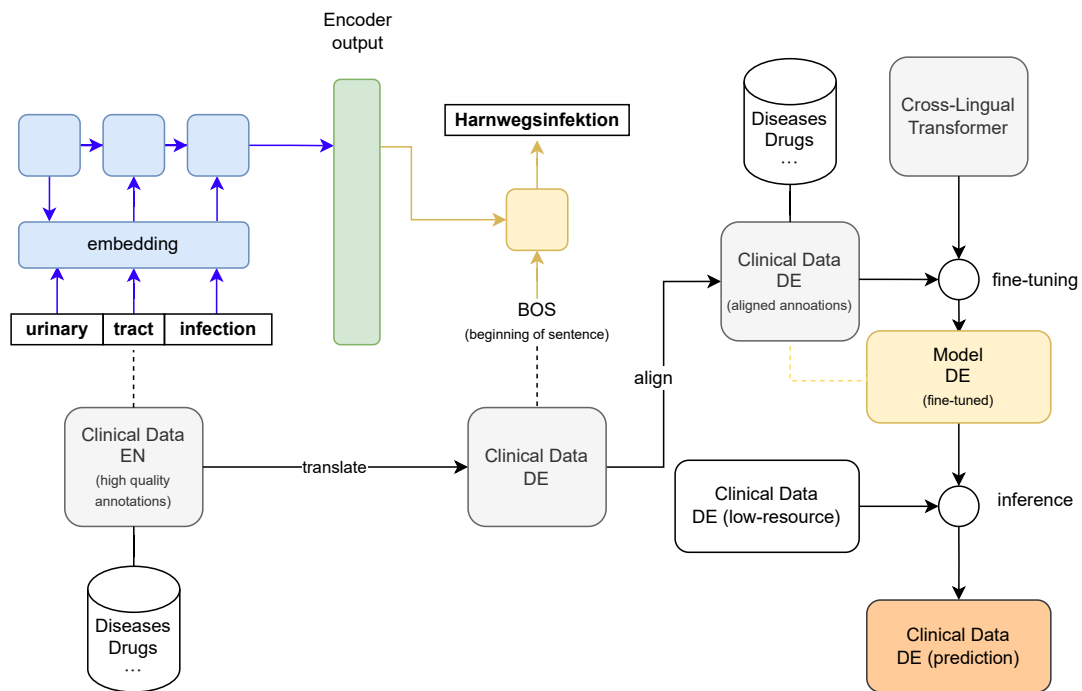 Encoder
output
Harnwegsinfektion
embedding
urinary tract infection
BOS
(beginning of sentence)
Clinical Data
EN
(high quality
annotations)
translate
Clinical Data
DE
align
Diseases
Drugs
...
Diseases
Drugs
...
Clinical Data
DE
(aligned annoations)
Cross-Lingual
Transformer
fine-tuning
Model
DE
(fine-tuned)
Clinical Data
DE (low-resource)
inference
Clinical Data
DE (prediction)